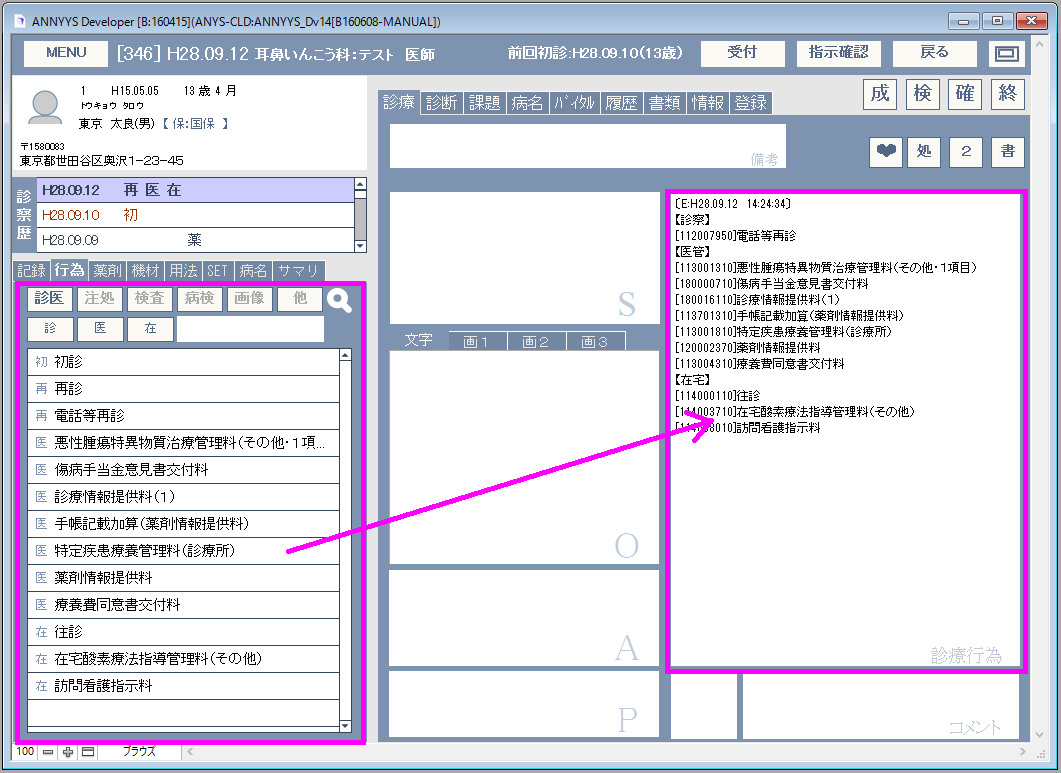 ANNYYS Developer [B:160415](ANYS-CLD:ANNYYS_Dv14[B160608-MANUAL])
MENU
[346] H28.09.12 耳鼻いんこう科:テスト 医師
前回初診:H28.09.10(13歳)
受付
指示確認
戻る
1 H15.05.05 13 歳 4 月
トウキョウ タロウ
東京 太良(男)【 保:国保 】
〒1580083
東京都世田谷区奥沢1-23-45
診察歴
H28.09.12 再 医 在
H28.09.10 初
H28.09.09 薬
記録 行為 薬剤 機材 用法 SET 病名 サマリ
診医 注処 検査 病検 画像 他
診 医 在
初 初診
再 再診
再 電話等再診
医 悪性腫瘍特異物質治療管理料(その他・1項...
医 傷病手当金意見書交付料
医 診療情報提供料(1)
医 手帳記載加算(薬剤情報提供料)
医 特定疾患療養管理料(診療所)
医 薬剤情報提供料
医 療養費同意書交付料
在 往診
在 在宅酸素療法指導管理料(その他)
在 訪問看護指示料
100
ブラウズ
診療 診断 課題 病名 バイタル 履歴 書類 情報 登録
成 検 確 終
備考
処 2 書
S
文字 画1 画2 画3
O
A
P
〔E:H28.09.12 14:24:34〕
【診察】
[112007950]電話等再診
【医管】
[113001310]悪性腫瘍特異物質治療管理料(その他・1項目)
[180000710]傷病手当金意見書交付料
[180016110]診療情報提供料(1)
[113701310]手帳記載加算(薬剤情報提供料)
[113001810]特定疾患療養管理料(診療所)
[120002370]薬剤情報提供料
[113004310]療養費同意書交付料
【在宅】
[114000110]往診
[114003710]在宅酸素療法指導管理料(その他)
訪問看護指示料
診療行為
コメント